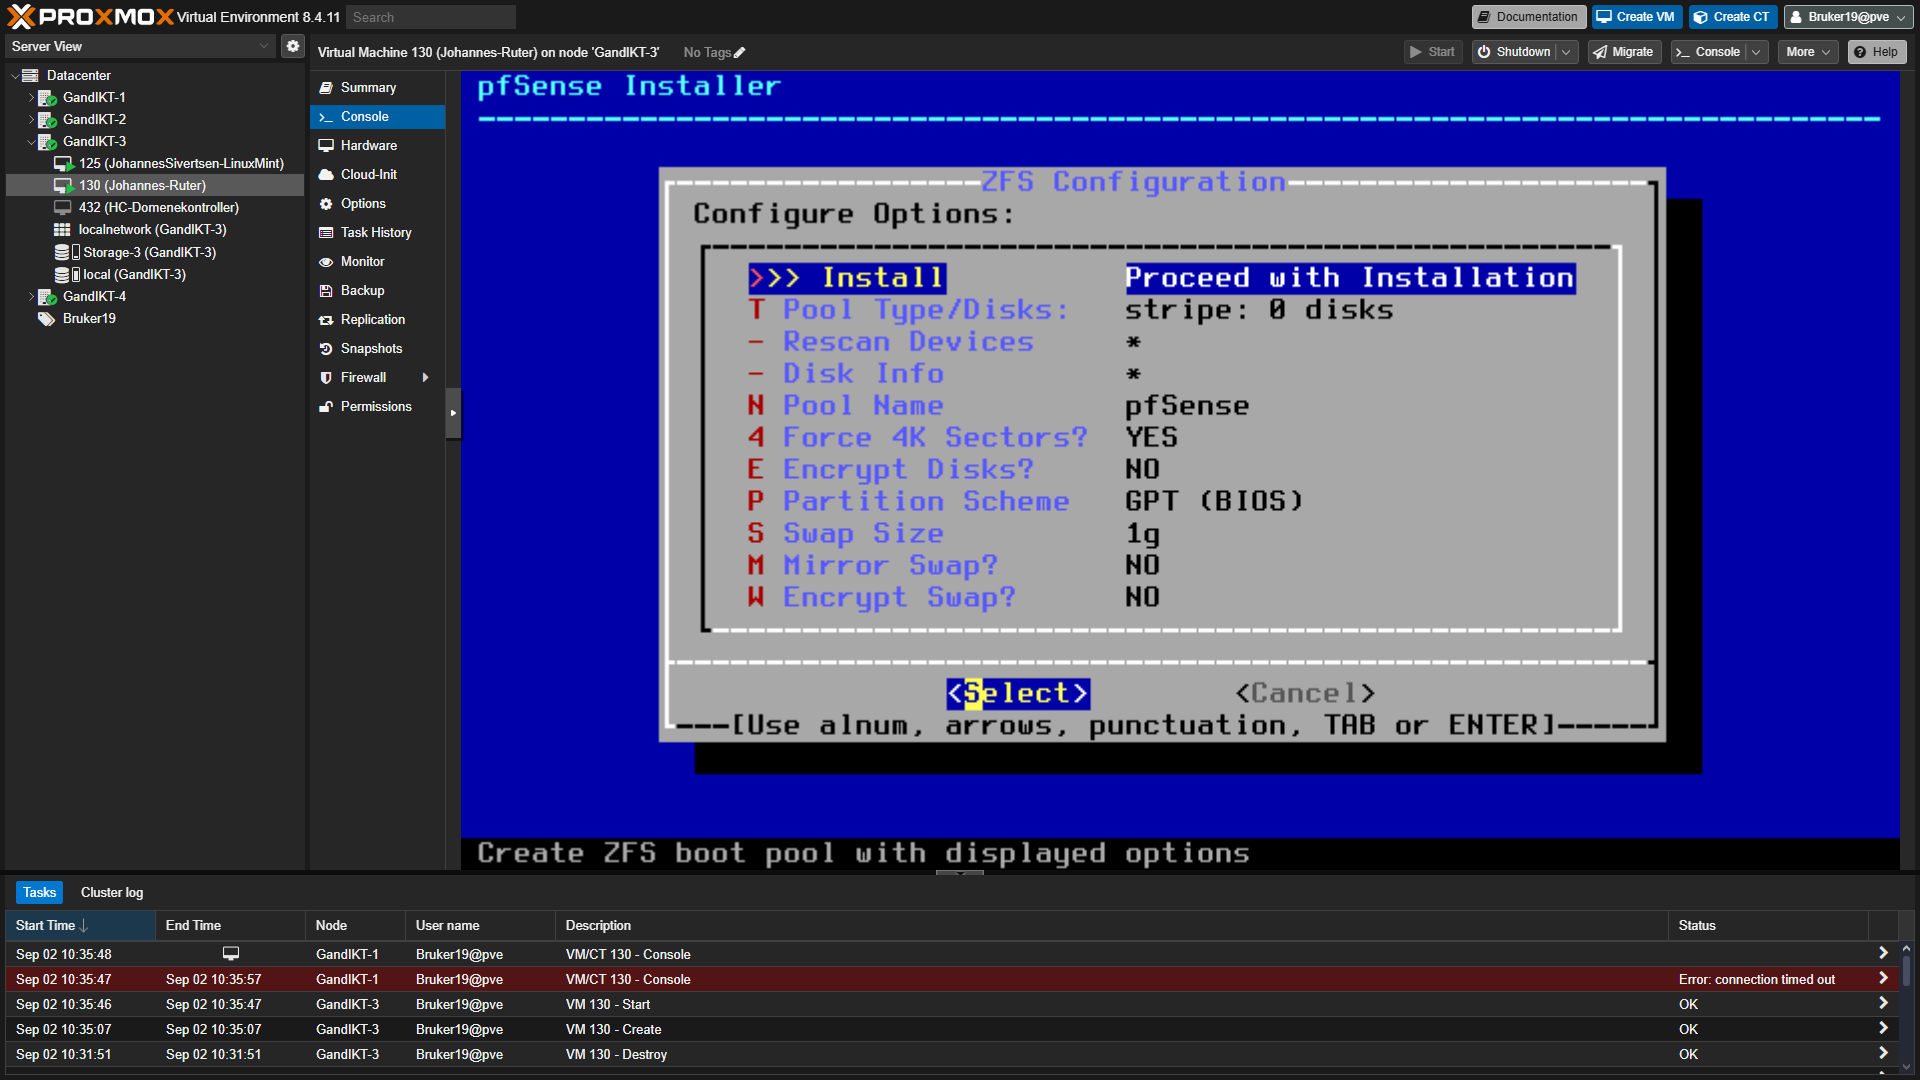 PROXMOX Virtual Environment 8.4.11 Search
Documentation Create VM Create CT Bruker19@pve
Server View
Virtual Machine 130 (Johannes-Ruter) on node 'GandIKT-3' No Tags
Start Shutdown Migrate >_ Console More Help
Datacenter
GandIKT-1
GandIKT-2
GandIKT-3
125 (JohannesSivertsen-LinuxMint)
130 (Johannes-Ruter)
432 (HC-Domenekontroller)
localnetwork (GandIKT-3)
Storage-3 (GandIKT-3)
local (GandIKT-3)
GandIKT-4
Bruker19
Summary
>_ Console
Hardware
Cloud-Init
Options
Task History
Monitor
Backup
Replication
Snapshots
Firewall
Permissions
pfSense Installer
ZFS Configuration
Configure Options:
>>> Install Proceed with Installation
T Pool Type/Disks: stripe: 0 disks
- Rescan Devices *
- Disk Info *
N Pool Name pfSense
4 Force 4K Sectors? YES
E Encrypt Disks? NO
P Partition Scheme GPT (BIOS)
S Swap Size 1g
M Mirror Swap? NO
W Encrypt Swap? NO
<Select> <Cancel>
[Use alnum, arrows, punctuation, TAB or ENTER]
Create ZFS boot pool with displayed options
Tasks Cluster log
Start Time End Time Node User name Description Status
Sep 02 10:35:48 GandIKT-1 Bruker19@pve VM/CT 130 - Console
Sep 02 10:35:47 Sep 02 10:35:57 GandIKT-1 Bruker19@pve VM/CT 130 - Console Error: connection timed out
Sep 02 10:35:46 Sep 02 10:35:47 GandIKT-3 Bruker19@pve VM 130 - Start OK
Sep 02 10:35:07 Sep 02 10:35:07 GandIKT-3 Bruker19@pve VM 130 - Create OK
Sep 02 10:31:51 Sep 02 10:31:51 GandIKT-3 Bruker19@pve VM 130 - Destroy OK